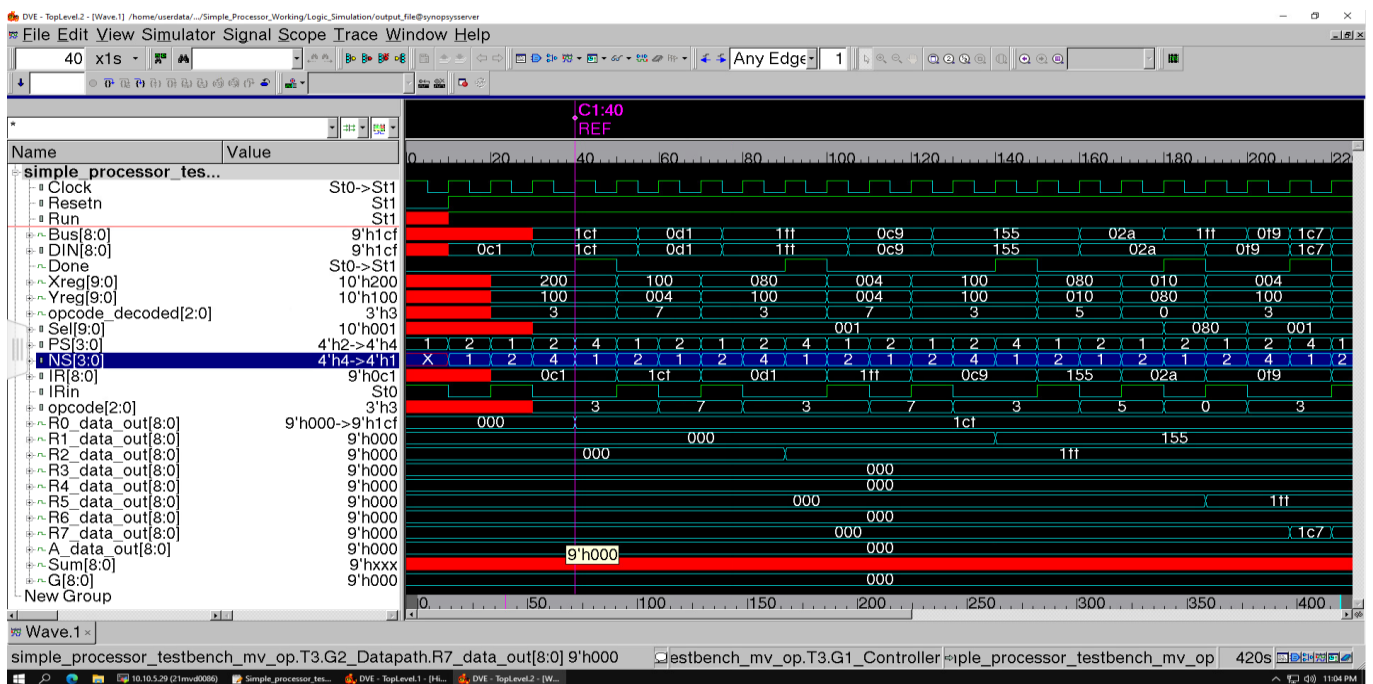 DVE - TopLevel.2 - [Wave.1] /home/userdata/.../Simple_Processor_Working/Logic_Simulation/output_file@synopsysserver
File Edit View Simulator Signal Scope Trace Window Help
40 x1s Any Edge 1
C1:40
REF
*
Name Value
0 20 40 60 80 100 120 140 160 180 200 22
simple_processor_tes...
Clock St0->St1
Resetn St1
Run St1
Bus[8:0] 9'h1cf 1cf 0d1 1ff 0c9 155 02a 1ff 0f9 1c7
DIN[8:0] 9'h1cf 0c1 1cf 0d1 1ff 0c9 155 02a 0f9 1c7
Done St0->St1
Xreg[9:0] 10'h200 200 100 080 004 100 080 010 004
Yreg[9:0] 10'h100 100 004 100 004 100 010 080 100
opcode_decoded[2:0] 3'h3 3 7 3 7 3 5 0 3
Sel[9:0] 10'h001 001 080 001
PS[3:0] 4'h2->4'h4 1 2 1 2 4 1 2 1 2 4 1 2 1 2 4 1 2 1 2 1 2 4 1
NS[3:0] 4'h4->4'h1 X 1 2 4 1 2 1 2 4 1 2 1 2 4 1 2 1 2 1 2 4 1 2
IR[8:0] 9'h0c1 0c1 1cf 0d1 1ff 0c9 155 02a 0f9
IRin St0
opcode[2:0] 3'h3 3 7 3 7 3 5 0 3
R0_data_out[8:0] 9'h000->9'h1cf 000 1cf
R1_data_out[8:0] 9'h000 000 155
R2_data_out[8:0] 9'h000 000 1ff
R3_data_out[8:0] 9'h000 000
R4_data_out[8:0] 9'h000 000
R5_data_out[8:0] 9'h000 000 1ff
R6_data_out[8:0] 9'h000 000
R7_data_out[8:0] 9'h000 000 1c7
A_data_out[8:0] 9'h000 000
9'h000
Sum[8:0] 9'hxxx
G[8:0] 9'h000 000
New Group
0 50 100 150 200 250 300 350 400
Wave.1
simple_processor_testbench_mv_op.T3.G2_Datapath.R7_data_out[8:0] 9'h000 estbench_mv_op.T3.G1_Controller ple_processor_testbench_mv_op 420s
10.10.5.29 (21mvd0086) Simple_processor_tes... DVE - TopLevel.1 - [Hi... DVE - TopLevel.2 - [W... 11:04 PM